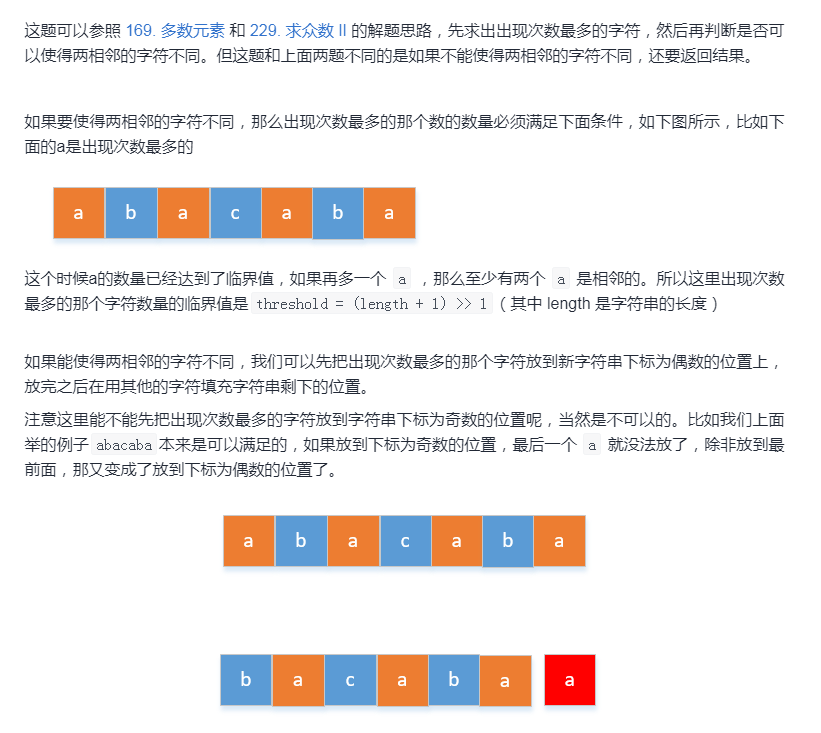 这题可以参照 169. 多数元素 和 229. 求众数 II 的解题思路，先求出出现次数最多的字符，然后再判断是否可
以使得两相邻的字符不同。但这题和上面两题不同的是如果不能使得两相邻的字符不同，还要返回结果。
如果要使得两相邻的字符不同，那么出现次数最多的那个数的数量必须满足下面条件，如下图所示，比如下
面的a是出现次数最多的
a b a c a b a
这个时候a的数量已经达到了临界值，如果再多一个 a ，那么至少有两个 a 是相邻的。所以这里出现次数
最多的那个字符数量的临界值是 threshold = (length + 1) >> 1 （其中 length 是字符串的长度）
如果能使得两相邻的字符不同，我们可以先把出现次数最多的那个字符放到新字符串下标为偶数的位置上，
放完之后在用其他的字符填充字符串剩下的位置。
注意这里能不能先把出现次数最多的字符放到字符串下标为奇数的位置呢，当然是不可以的。比如我们上面
举的例子 abacaba 本来是可以满足的，如果放到下标为奇数的位置，最后一个 a 就没法放了，除非放到最
前面，那又变成了放到下标为偶数的位置了。
a b a c a b a
b a c a b a a